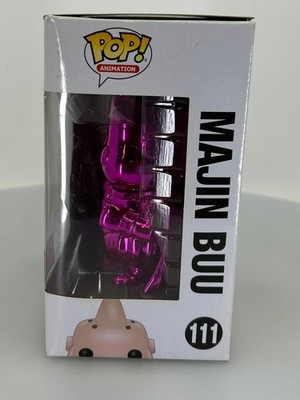 POP!
ANIMATION
MAJIN BUU
111